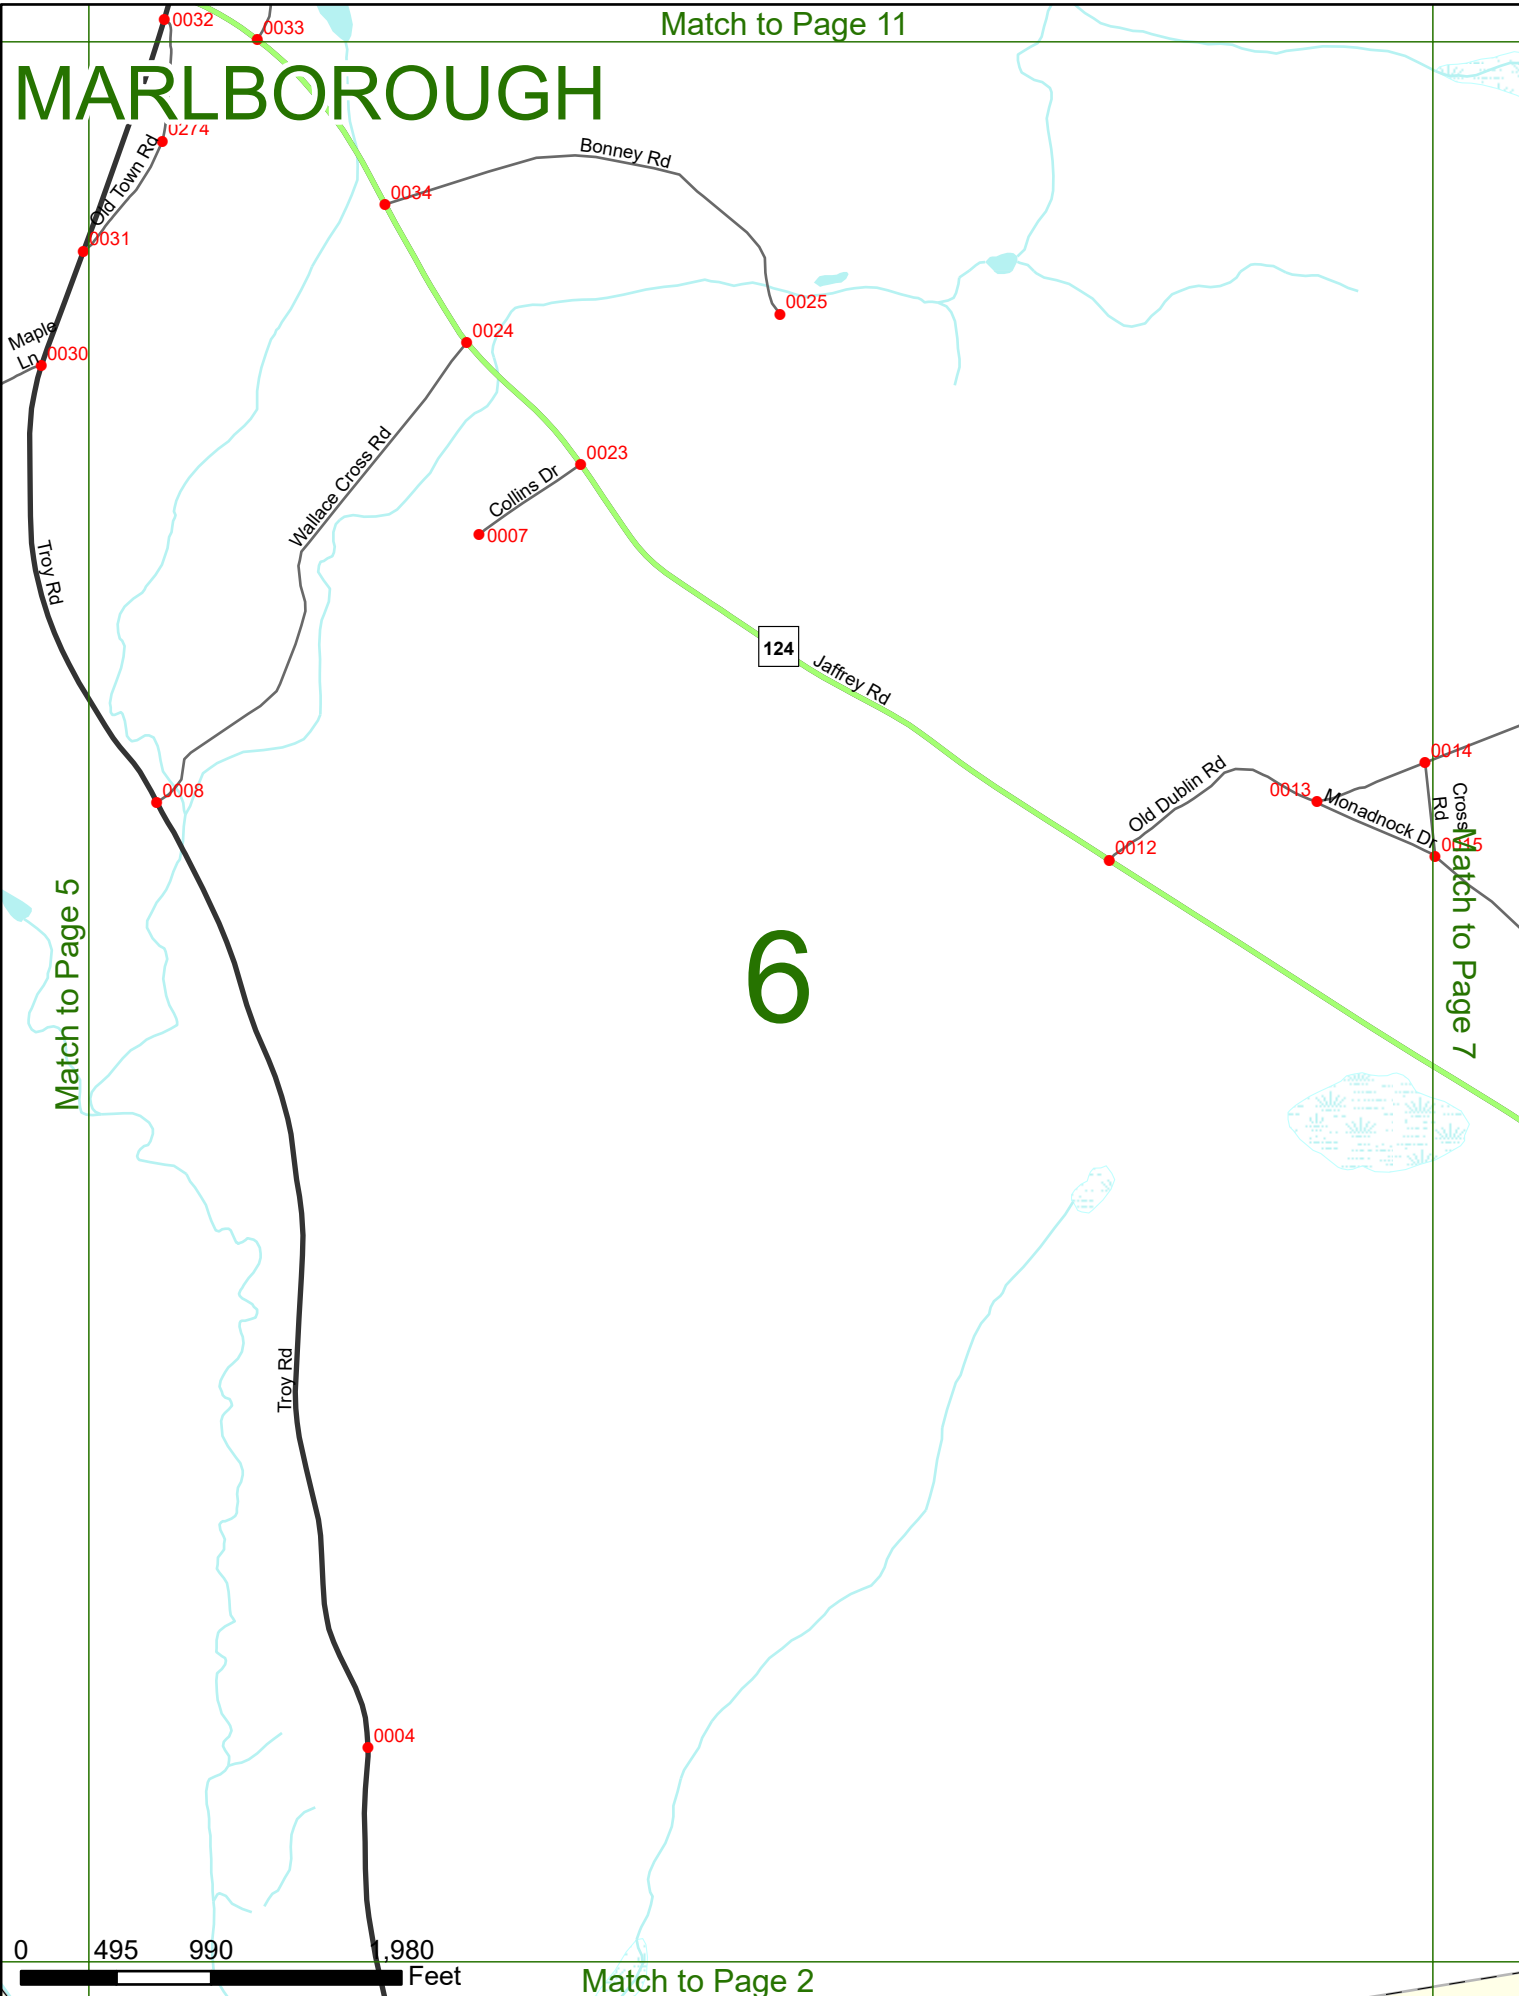 Match to Page 11
0032
0033
MARLBOROUGH
0274
Old Town Rd
Bonney Rd
0034
0031
0025
Maple
Ln
0030
0024
Wallace Cross Rd
0023
Collins Dr
0007
Troy Rd
124
Jaffrey Rd
0014
Old Dublin Rd
0013
Monadnock Dr
Cross
Rd
0008
0012
0015
Match to Page 5
6
Match to Page 7
Troy Rd
0004
0 495 990 1,980
Feet
Match to Page 2